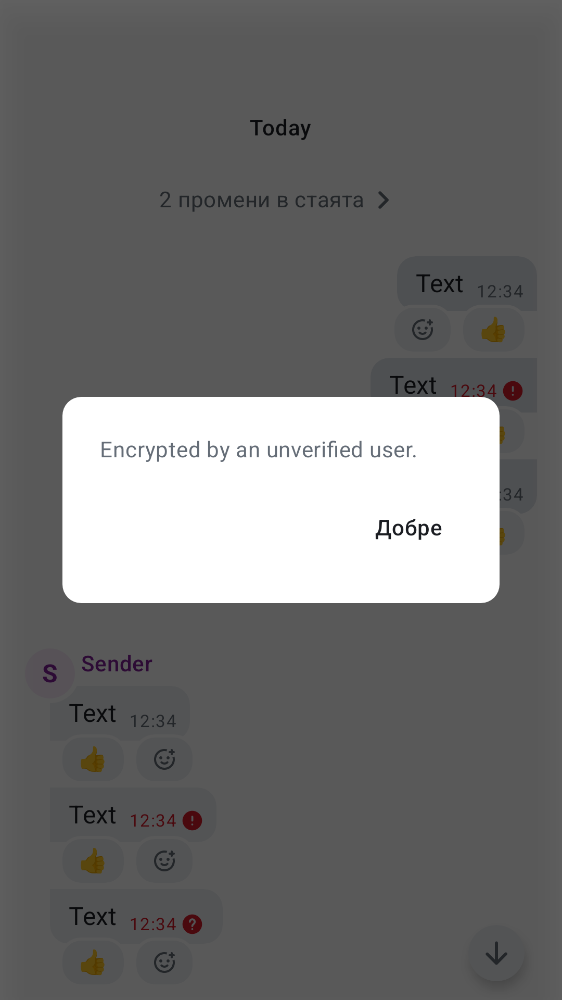 Today
2 промени в стаята
Text 12:34
Text 12:34
:34
Encrypted by an unverified user.
Добре
S
Sender
Text 12:34
Text 12:34
Text 12:34